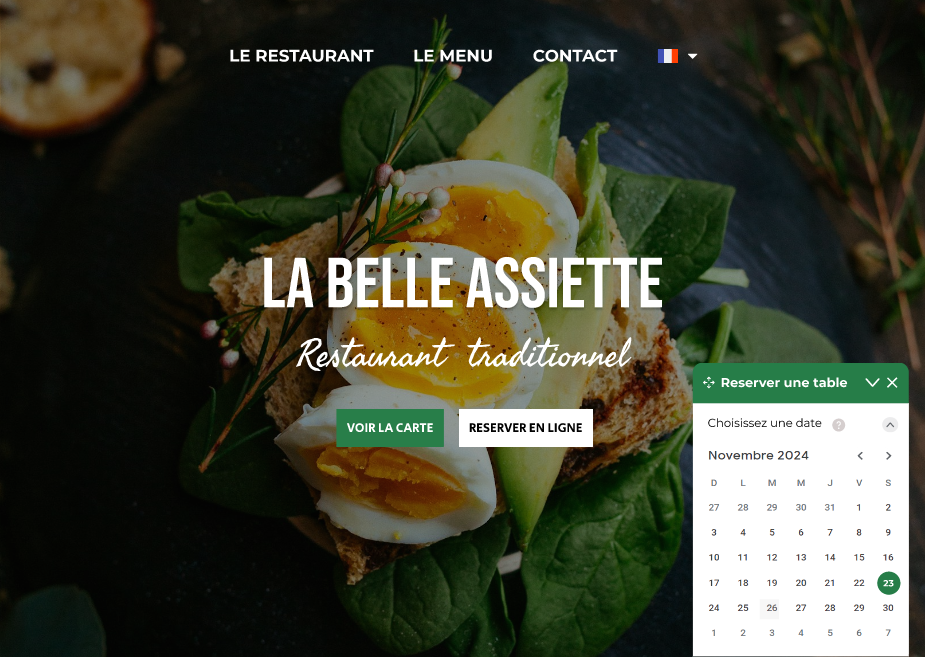 LE RESTAURANT LE MENU CONTACT
LA BELLE ASSIETTE
Restaurant traditionnel
VOIR LA CARTE RESERVER EN LIGNE
Reserver une table
Choisissez une date ?
Novembre 2024
D L M M J V S
27 28 29 30 31 1 2
3 4 5 6 7 8 9
10 11 12 13 14 15 16
17 18 19 20 21 22 23
24 25 26 27 28 29 30
1 2 3 4 5 6 7